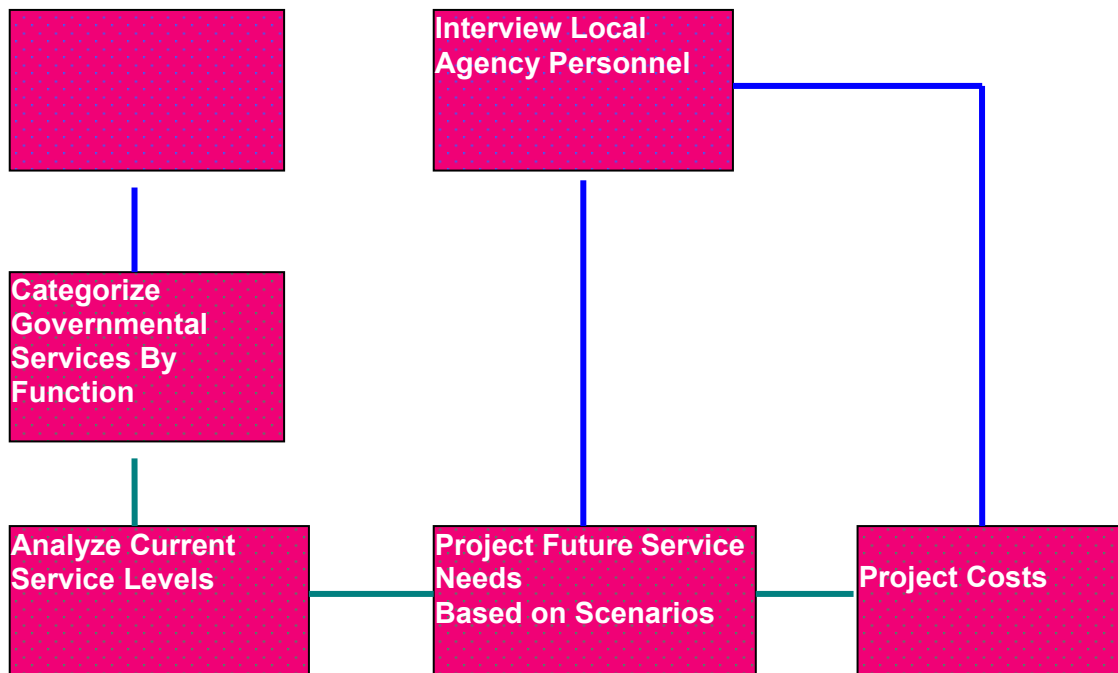 Interview Local
Agency Personnel
Categorize
Governmental
Services By
Function
Analyze Current
Service Levels
Project Future Service
Needs
Based on Scenarios
Project Costs